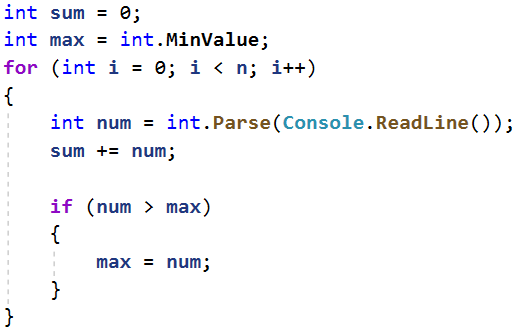 int sum = 0;
int max = int.MinValue;
for (int i = 0; i < n; i++)
{
    int num = int.Parse(Console.ReadLine());
    sum += num;

    if (num > max)
    {
        max = num;
    }
}